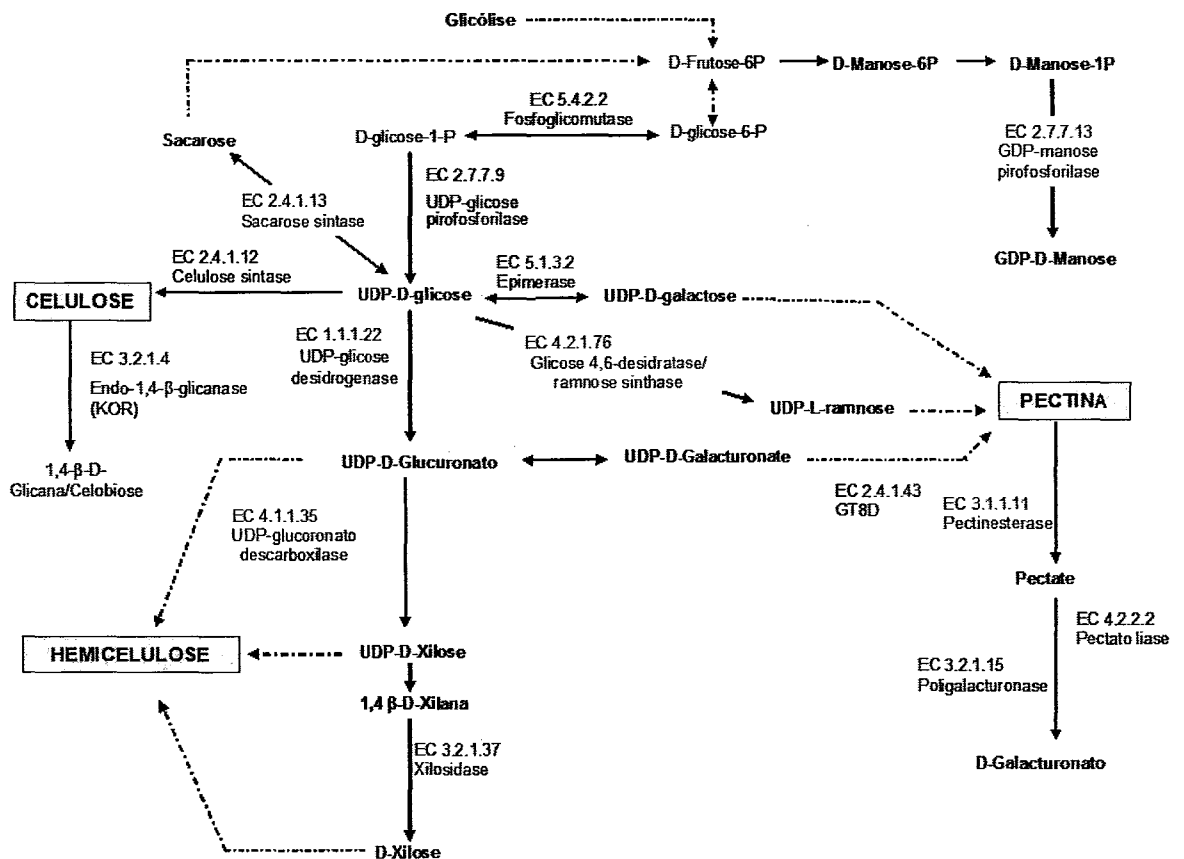 Glicólise
D-Frutose-6P
D-Manose-6P
D-Manose-1P
EC 5.4.2.2
Fosfoglicomutase
Sacarose
D-glicose-1-P
D-glicose-6-P
EC 2.7.7.13
GDP-manose
pirofosforilase
EC 2.7.7.9
UDP-glicose
pirofosforilase
EC 2.4.1.13
Sacarose sintase
GDP-D-Manose
EC 2.4.1.12
Celulose sintase
EC 5.1.3.2
Epimerase
CELULOSE
UDP-D-glicose
UDP-D-galactose
EC 1.1.1.22
UDP-glicose
desidrogenase
EC 4.2.1.76
Glicose 4,6-desidratase/
ramnose sinthase
EC 3.2.1.4
Endo-1,4-β-glicanase
(KOR)
UDP-L-ramnose
PECTINA
1,4-β-D-
Glicana/Celobiose
UDP-D-Glucuronato
UDP-D-Galacturonate
EC 2.4.1.43
GT8D
EC 3.1.1.11
Pectinesterase
EC 4.1.1.35
UDP-glucoronato
descarboxilase
Pectate
EC 4.2.2.2
Pectato liase
HEMICELULOSE
UDP-D-Xilose
EC 3.2.1.15
Poligalacturonase
1,4 β-D-Xilana
EC 3.2.1.37
Xilosidase
D-Galacturonato
D-Xilose